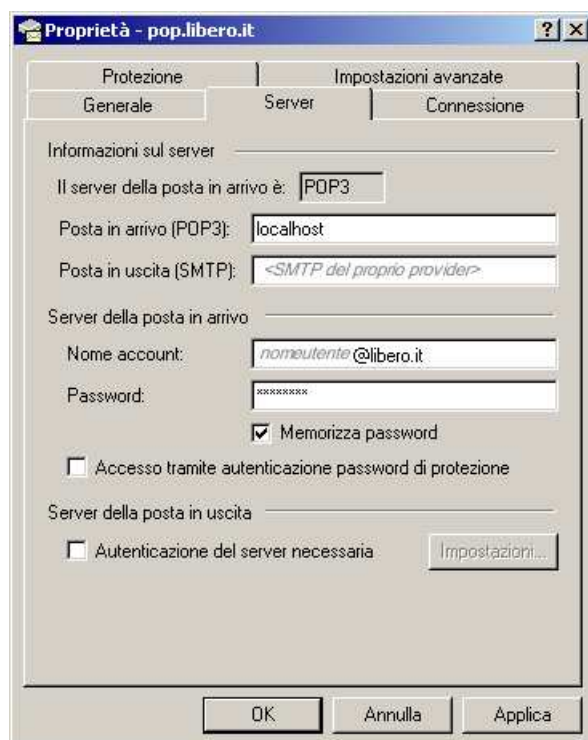 Proprietà - pop.libero.it
Protezione Impostazioni avanzate
Generale Server Connessione
Informazioni sul server
Il server della posta in arrivo è: POP3
Posta in arrivo (POP3): localhost
Posta in uscita (SMTP): <SMTP del proprio provider>
Server della posta in arrivo
Nome account: nomeutente@libero.it
Password: ********
Memorizza password
Accesso tramite autenticazione password di protezione
Server della posta in uscita
Autenticazione del server necessaria Impostazioni...
OK Annulla Applica